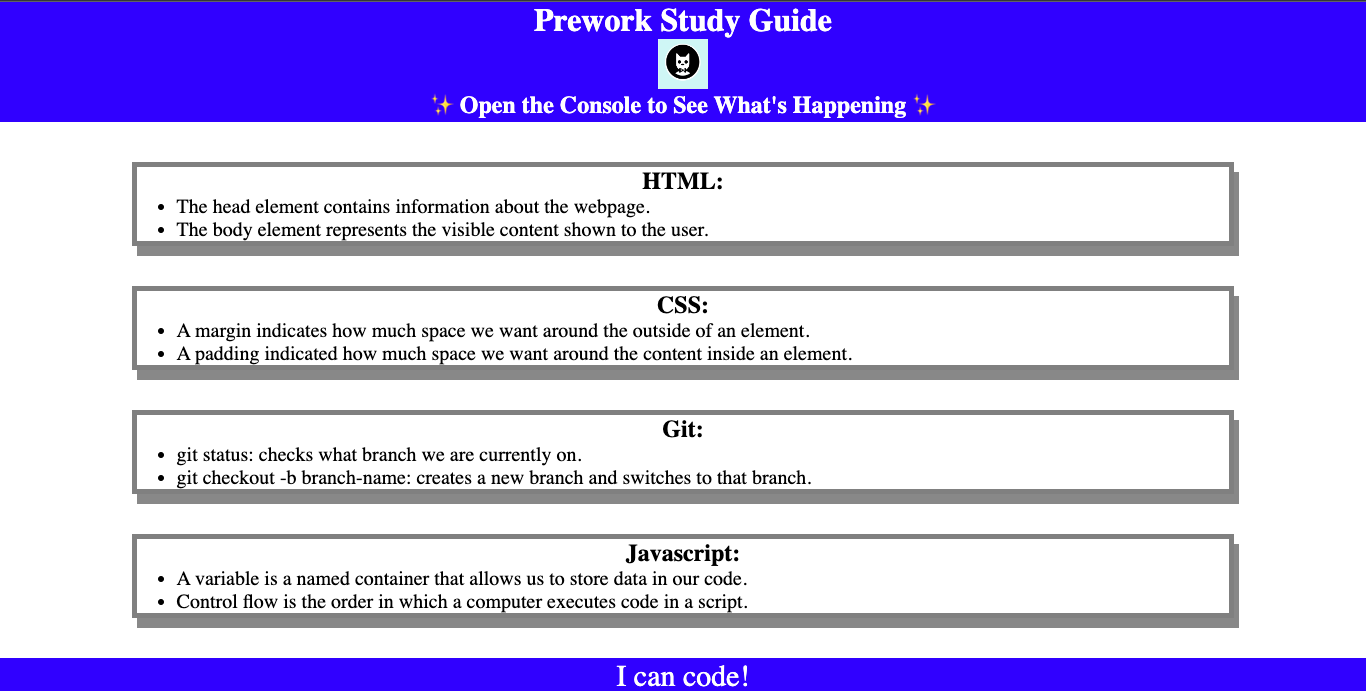 Prework Study Guide
✨ Open the Console to See What's Happening ✨
HTML:
• The head element contains information about the webpage.
• The body element represents the visible content shown to the user.
CSS:
• A margin indicates how much space we want around the outside of an element.
• A padding indicated how much space we want around the content inside an element.
Git:
• git status: checks what branch we are currently on.
• git checkout -b branch-name: creates a new branch and switches to that branch.
Javascript:
• A variable is a named container that allows us to store data in our code.
• Control flow is the order in which a computer executes code in a script.
I can code!